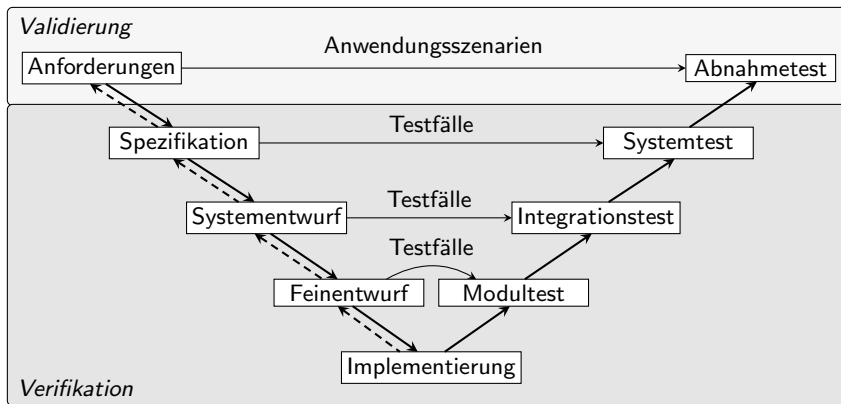 Validierung
Anwendungsszenarien
Anforderungen
Abnahmetest
Testfälle
Spezifikation
Systemtest
Testfälle
Systementwurf
Integrationstest
Testfälle
Feinentwurf
Modultest
Implementierung
Verifikation